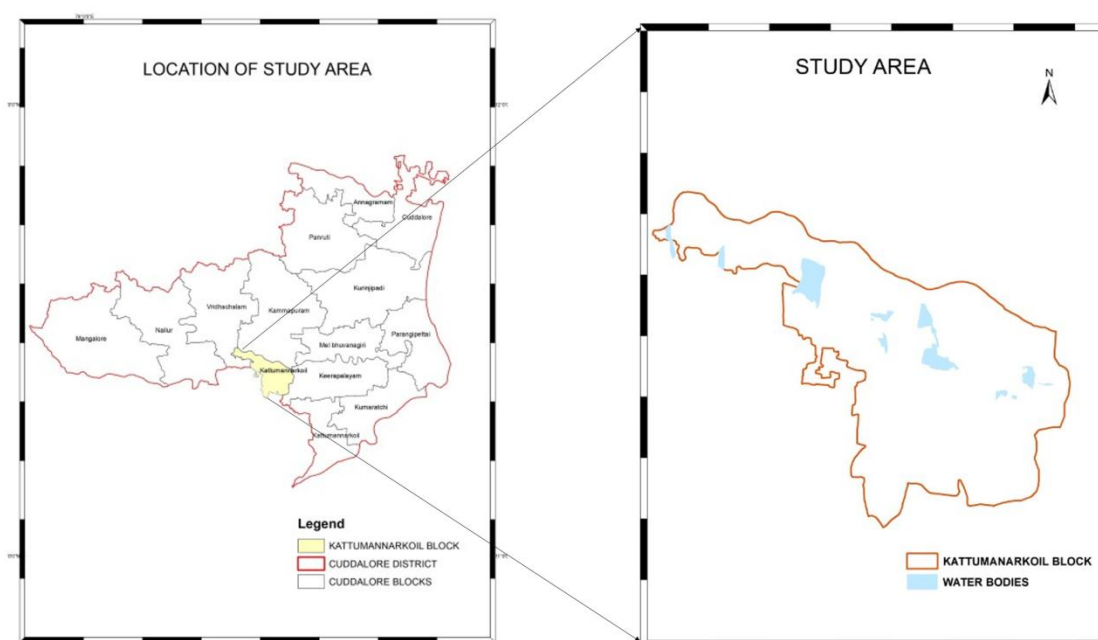 LOCATION OF STUDY AREA
Annagramam
Cuddalore
Panruti
Kurinjipadi
Vridhachalam
Kammapuram
Mangalore
Nallur
Mel bhuvanagiri
Parangipettai
Kattumannarkoil
Keerapalayam
Kumaratchi
Kattumannarkoil
Legend
KATTUMANNARKOIL BLOCK
CUDDALORE DISTRICT
CUDDALORE BLOCKS
STUDY AREA
N
KATTUMANARKOIL BLOCK
WATER BODIES